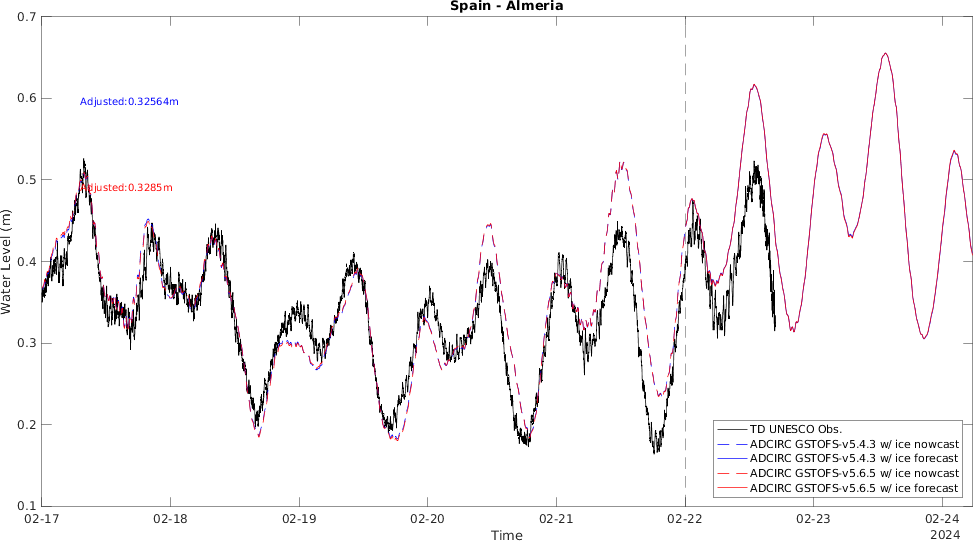 Spain - Almeria
0.7
0.6
0.5
0.4
0.3
0.2
0.1
Water Level (m)
Adjusted:0.32564m
Adjusted:0.3285m
TD UNESCO Obs.
ADCIRC GSTOFS-v5.4.3 w/ ice nowcast
ADCIRC GSTOFS-v5.4.3 w/ ice forecast
ADCIRC GSTOFS-v5.6.5 w/ ice nowcast
ADCIRC GSTOFS-v5.6.5 w/ ice forecast
02-17 02-18 02-19 02-20 02-21 02-22 02-23 02-24
Time
2024